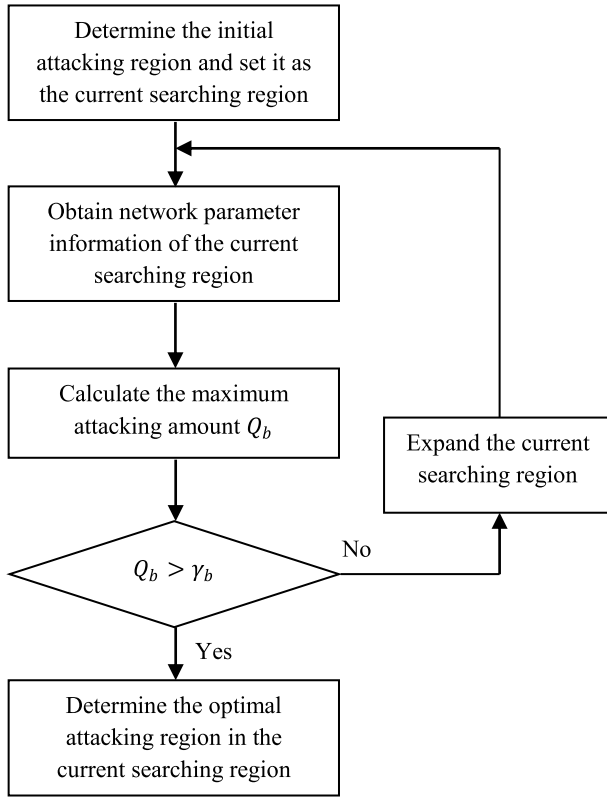 Determine the initial
attacking region and set it as
the current searching region
Obtain network parameter
information of the current
searching region
Calculate the maximum
attacking amount Q_b
Expand the current
searching region
Q_b > γ_b
No
Yes
Determine the optimal
attacking region in the
current searching region